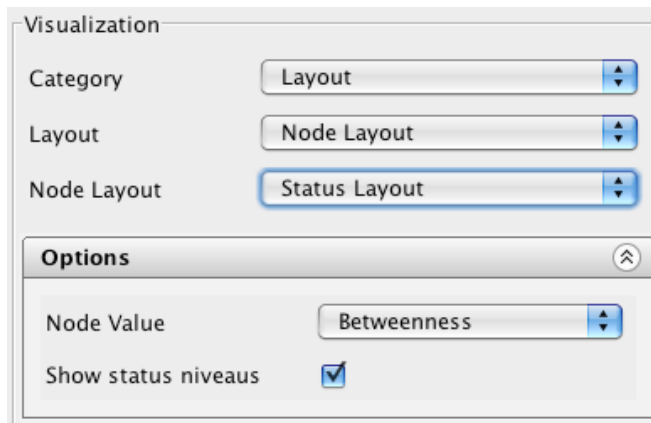 Visualization
Category Layout
Layout Node Layout
Node Layout Status Layout
Options
Node Value Betweenness
Show status niveaus